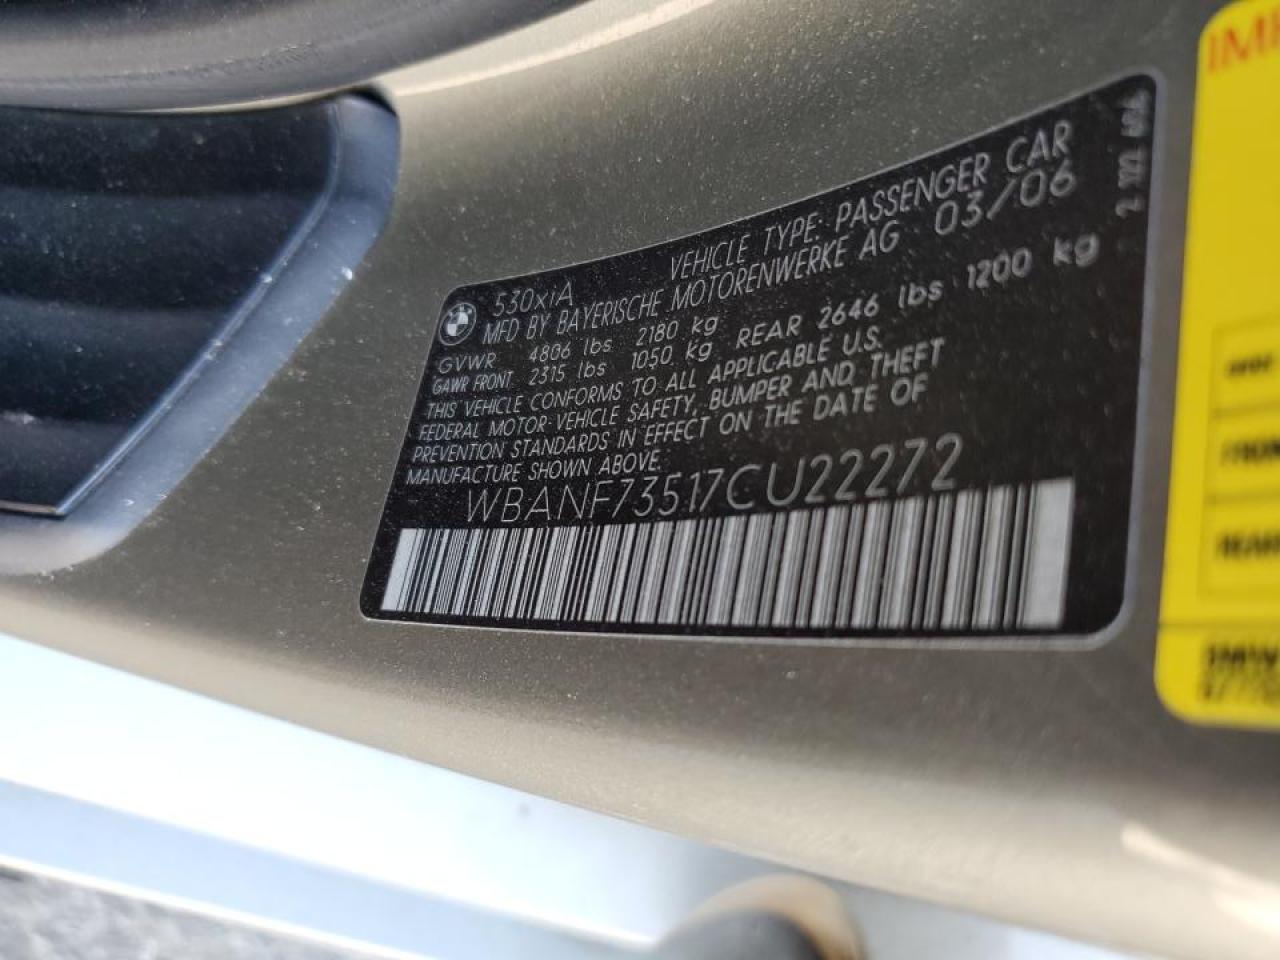 530xiA
VEHICLE TYPE: PASSENGER CAR
MFD BY BAYERISCHE MOTORENWERKE AG 03/06
GVWR 4806 lbs 2180 kg
GAWR FRONT 2315 lbs 1050 kg REAR 2646 lbs 1200 kg
THIS VEHICLE CONFORMS TO ALL APPLICABLE U.S.
FEDERAL MOTOR VEHICLE SAFETY, BUMPER AND THEFT
PREVENTION STANDARDS IN EFFECT ON THE DATE OF
MANUFACTURE SHOWN ABOVE.
WBANF73517CU22272
BMW